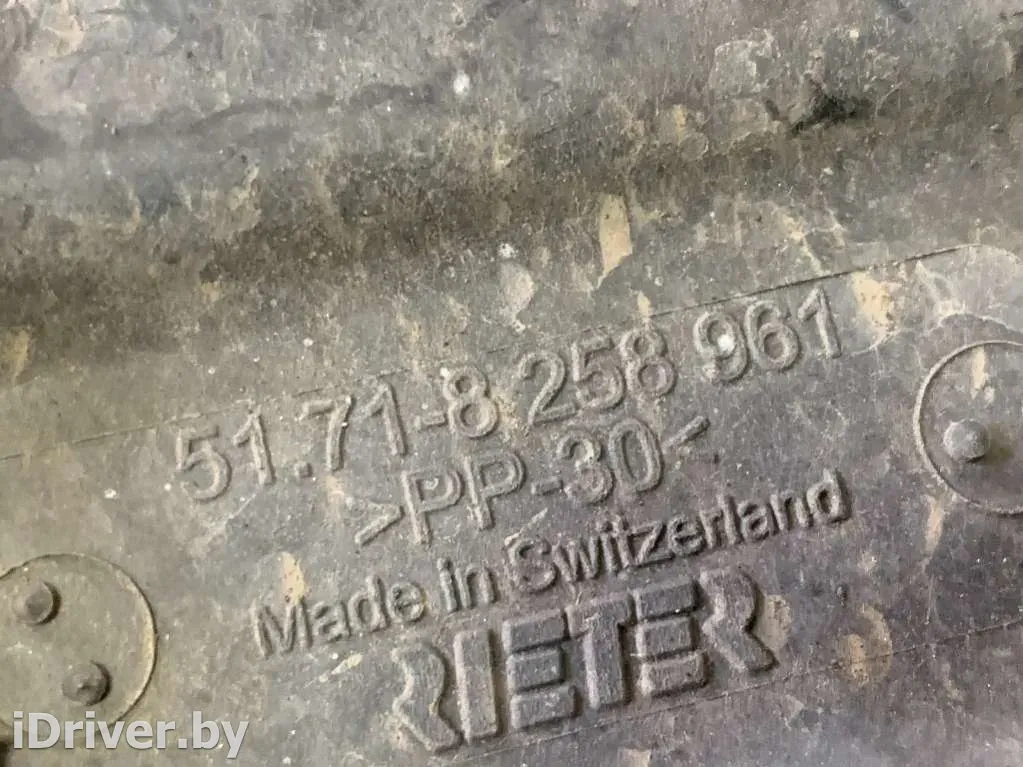 51.71-8 258 961
>PP-30<
Made in Switzerland
RIETER
iDriver.by